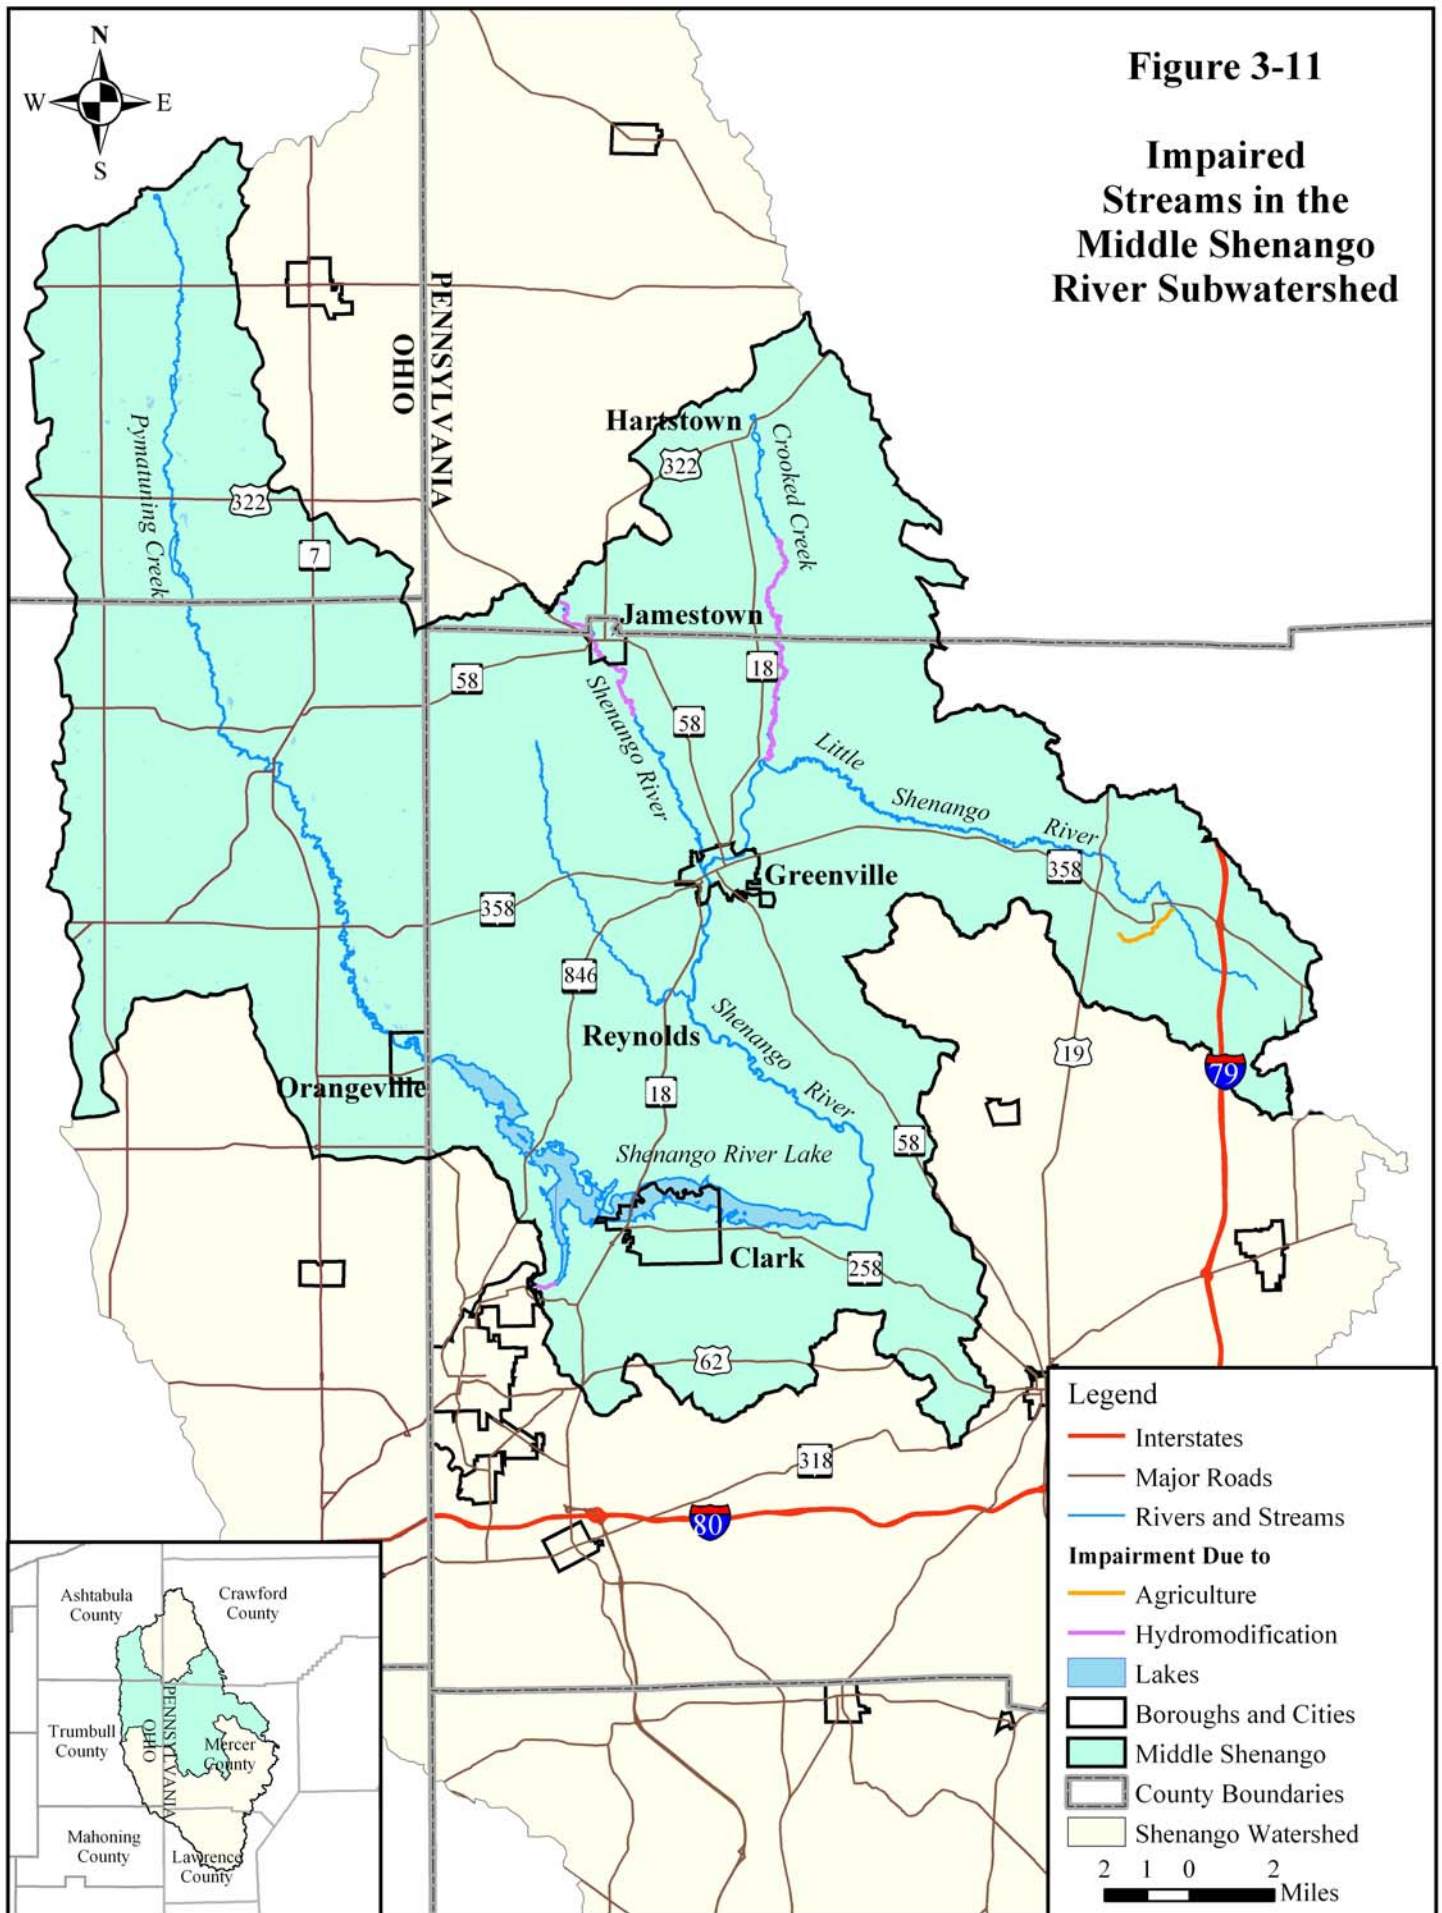 Figure 3-11
Impaired
Streams in the
Middle Shenango
River Subwatershed
N
W
E
S
PENNSYLVANIA
OHIO
Pymatuning Creek
322
7
Hartstown
322
Crooked Creek
Jamestown
58
18
58
Shenango River
Little
Shenango
River
358
Greenville
358
846
Reynolds
Shenango
River
19
79
Orangeville
18
58
Shenango River Lake
Clark
258
62
318
80
Legend
Interstates
Major Roads
Rivers and Streams
Impairment Due to
Agriculture
Hydromodification
Lakes
Boroughs and Cities
Middle Shenango
County Boundaries
Shenango Watershed
2 1 0 2
Miles
Ashtabula
County
Crawford
County
Trumbull
County
OHIO
PENNSYLVANIA
Mercer
County
Mahoning
County
Lawrence
County